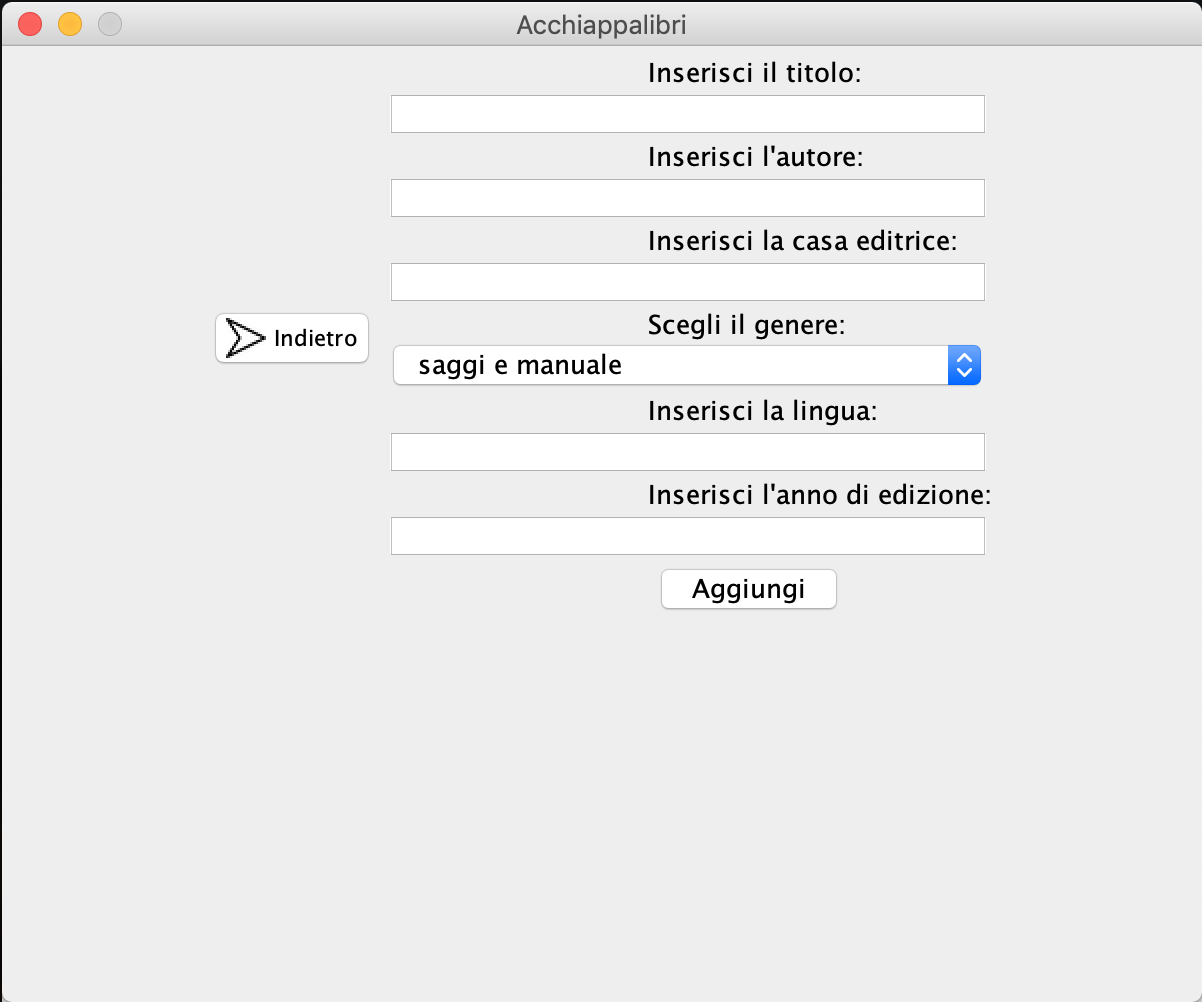 Acchiappalibri
Inserisci il titolo:
Inserisci l'autore:
Inserisci la casa editrice:
Scegli il genere:
Indietro
saggi e manuale
Inserisci la lingua:
Inserisci l'anno di edizione:
Aggiungi